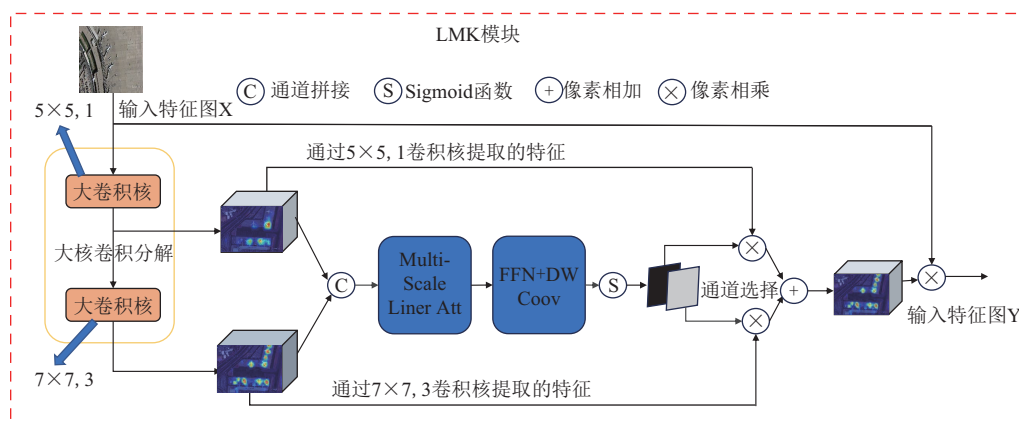 LMK模块
C 通道拼接 S Sigmoid函数 + 像素相加 × 像素相乘
5×5, 1
输入特征图X
大卷积核
大核卷积分解
大卷积核
7×7, 3
通过5×5, 1卷积核提取的特征
C
Multi-
Scale
Liner Att
FFN+DW
Coov
S
通道选择
×
×
+
×
输入特征图Y
通过7×7, 3卷积核提取的特征